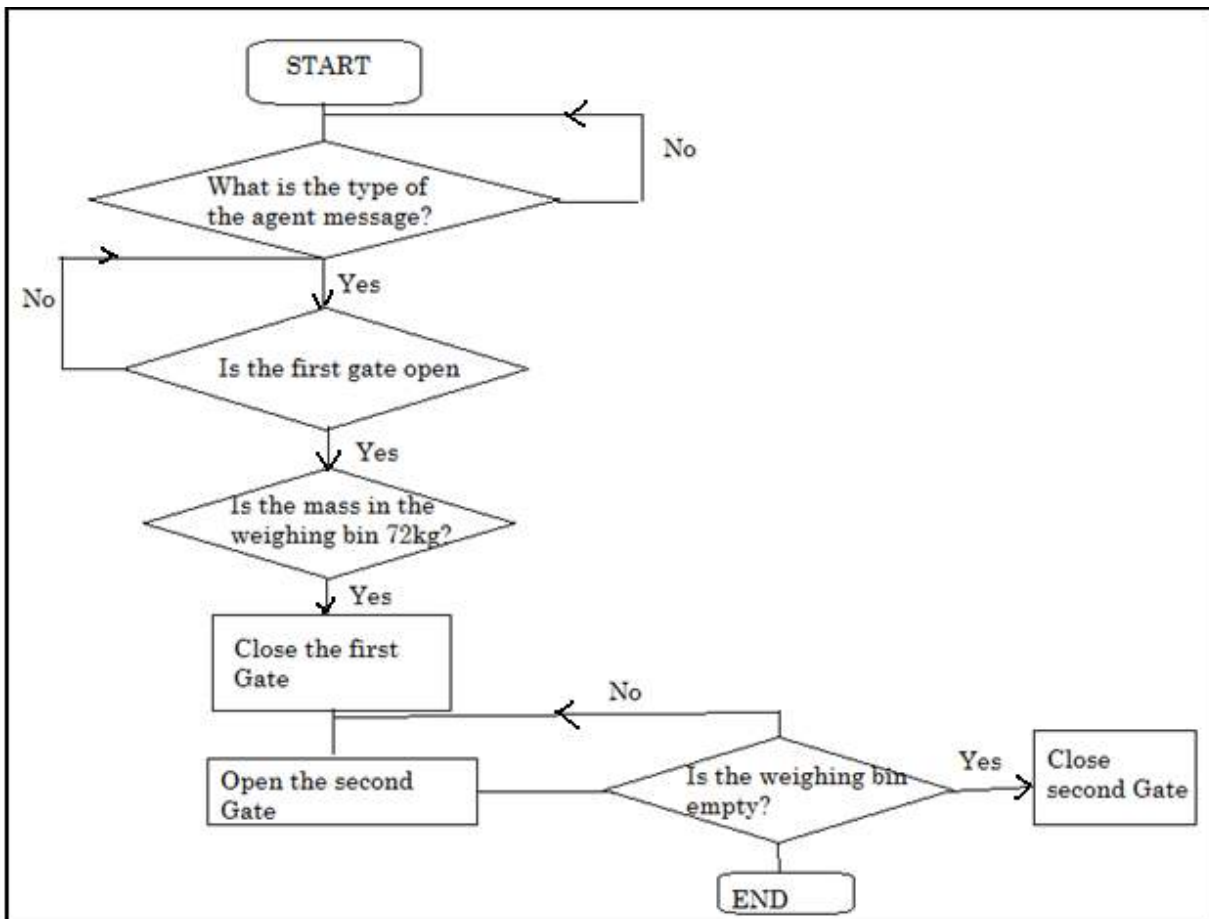 START
No
What is the type of
the agent message?
No
Yes
Is the first gate open
Yes
Is the mass in the
weighing bin 72kg?
Yes
Close the first
Gate
No
Open the second
Gate
Is the weighing bin
empty?
Yes
Close
second Gate
END